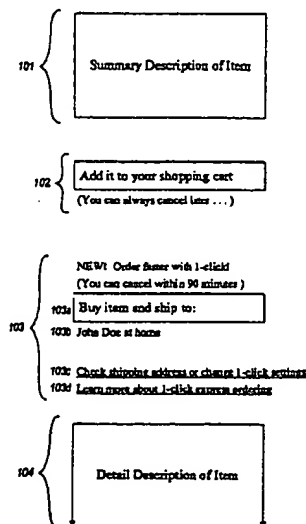 101
Summary Description of Item
102
Add it to your shopping cart
(You can always cancel later . . . )
103
NEW! Order faster with 1-click!
(You can cancel within 90 minutes )
103a Buy item and ship to:
103b John Doe at home
103c Check shipping address or change 1-click settings
103d Learn more about 1-click express ordering
104
Detail Description of Item